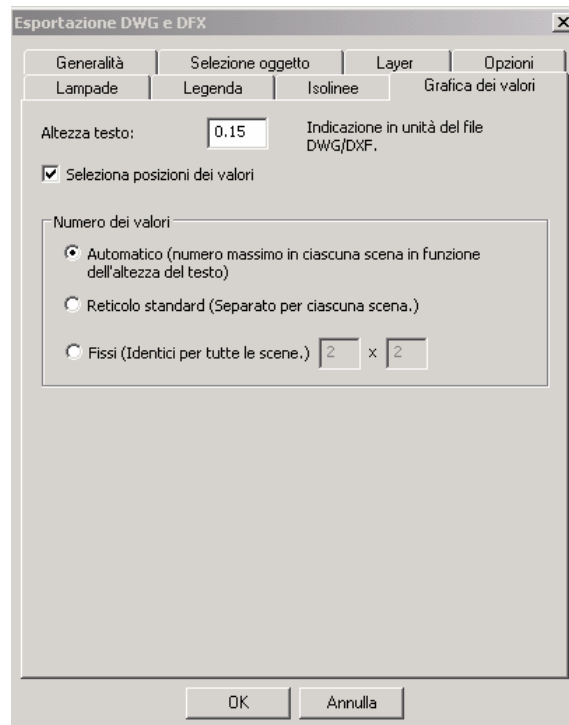 Esportazione DWG e DFX
Generalità
Selezione oggetto
Layer
Opzioni
Lampade
Legenda
Isolinee
Grafica dei valori
Altezza testo:
0.15
Indicazione in unità del file
DWG/DXF.
Seleziona posizioni dei valori
Numero dei valori
Automatico (numero massimo in ciascuna scena in funzione
dell'altezza del testo)
Reticolo standard (Separato per ciascuna scena.)
Fissi (Identici per tutte le scene.) 2 x 2
OK
Annulla